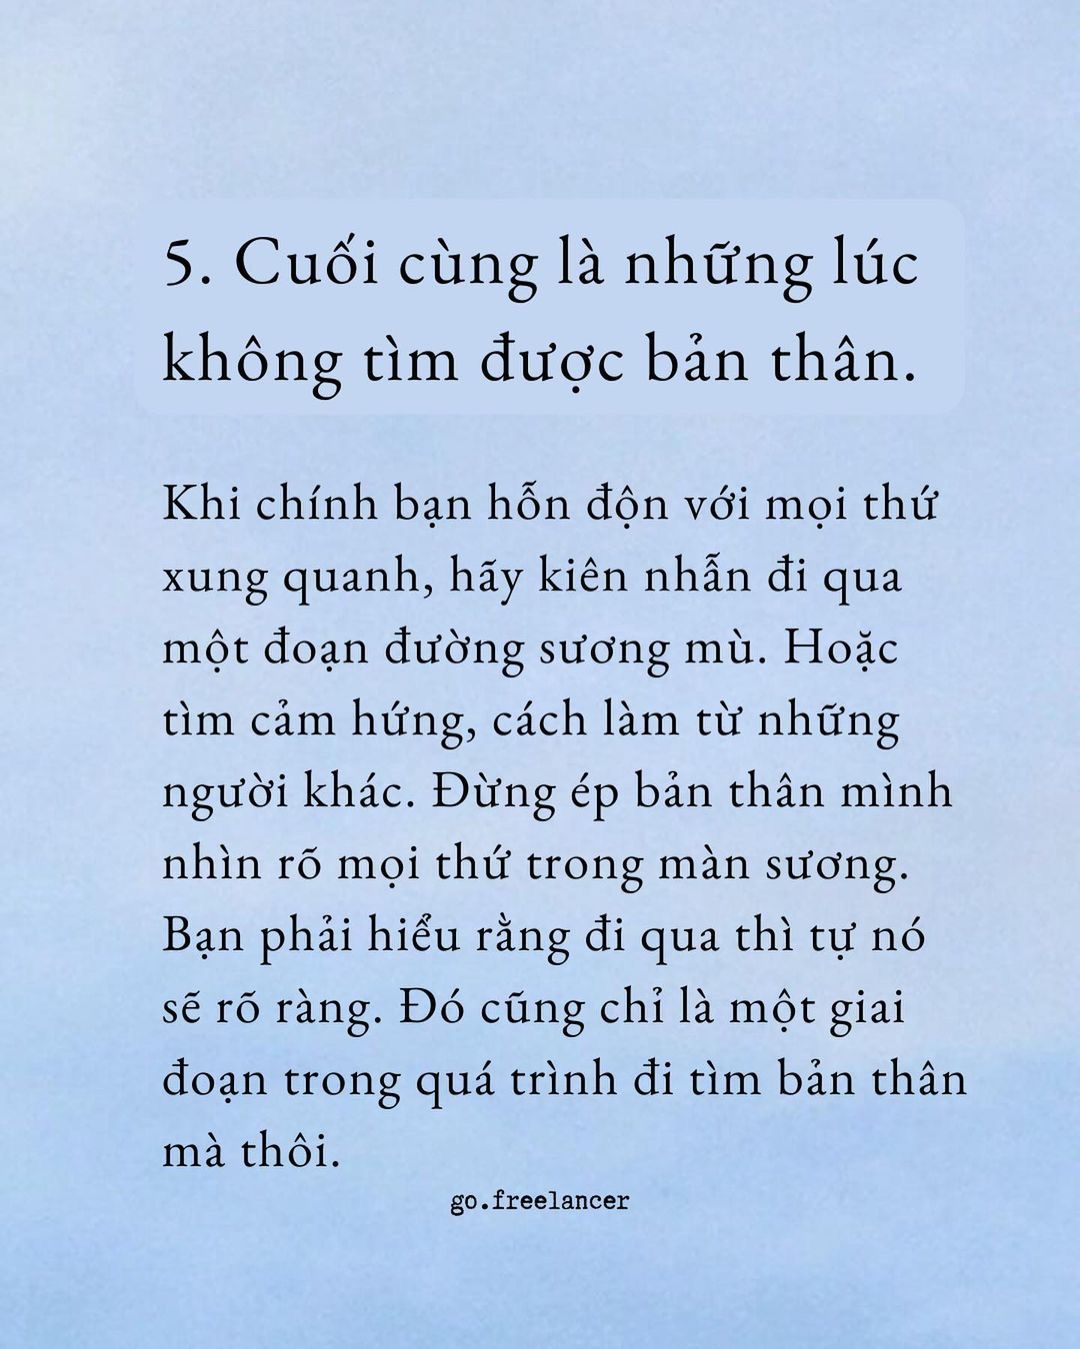 5. Cuối cùng là những lúc
không tìm được bản thân.
Khi chính bạn hỗn độn với mọi thứ
xung quanh, hãy kiên nhẫn đi qua
một đoạn đường sương mù. Hoặc
tìm cảm hứng, cách làm từ những
người khác. Đừng ép bản thân mình
nhìn rõ mọi thứ trong màn sương.
Bạn phải hiểu rằng đi qua thì tự nó
sẽ rõ ràng. Đó cũng chỉ là một giai
đoạn trong quá trình đi tìm bản thân
mà thôi.
go.freelancer